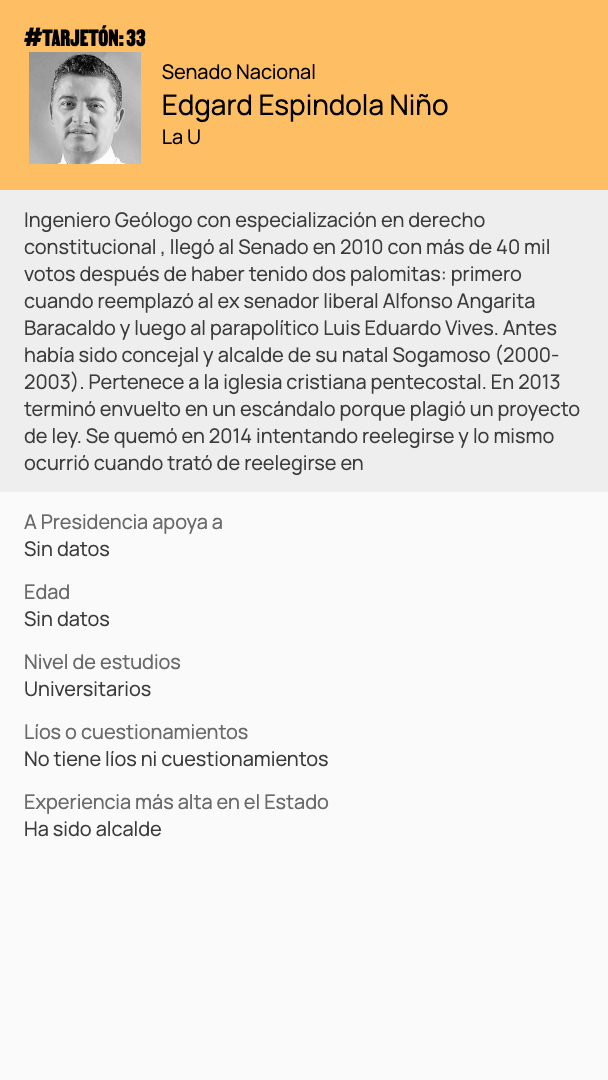 #TARJETÓN: 33
Senado Nacional
Edgard Espindola Niño
La U
Ingeniero Geólogo con especialización en derecho
constitucional , llegó al Senado en 2010 con más de 40 mil
votos después de haber tenido dos palomitas: primero
cuando reemplazó al ex senador liberal Alfonso Angarita
Baracaldo y luego al parapolítico Luis Eduardo Vives. Antes
había sido concejal y alcalde de su natal Sogamoso (2000-
2003). Pertenece a la iglesia cristiana pentecostal. En 2013
terminó envuelto en un escándalo porque plagió un proyecto
de ley. Se quemó en 2014 intentando reelegirse y lo mismo
ocurrió cuando trató de reelegirse en
A Presidencia apoya a
Sin datos
Edad
Sin datos
Nivel de estudios
Universitarios
Líos o cuestionamientos
No tiene líos ni cuestionamientos
Experiencia más alta en el Estado
Ha sido alcalde